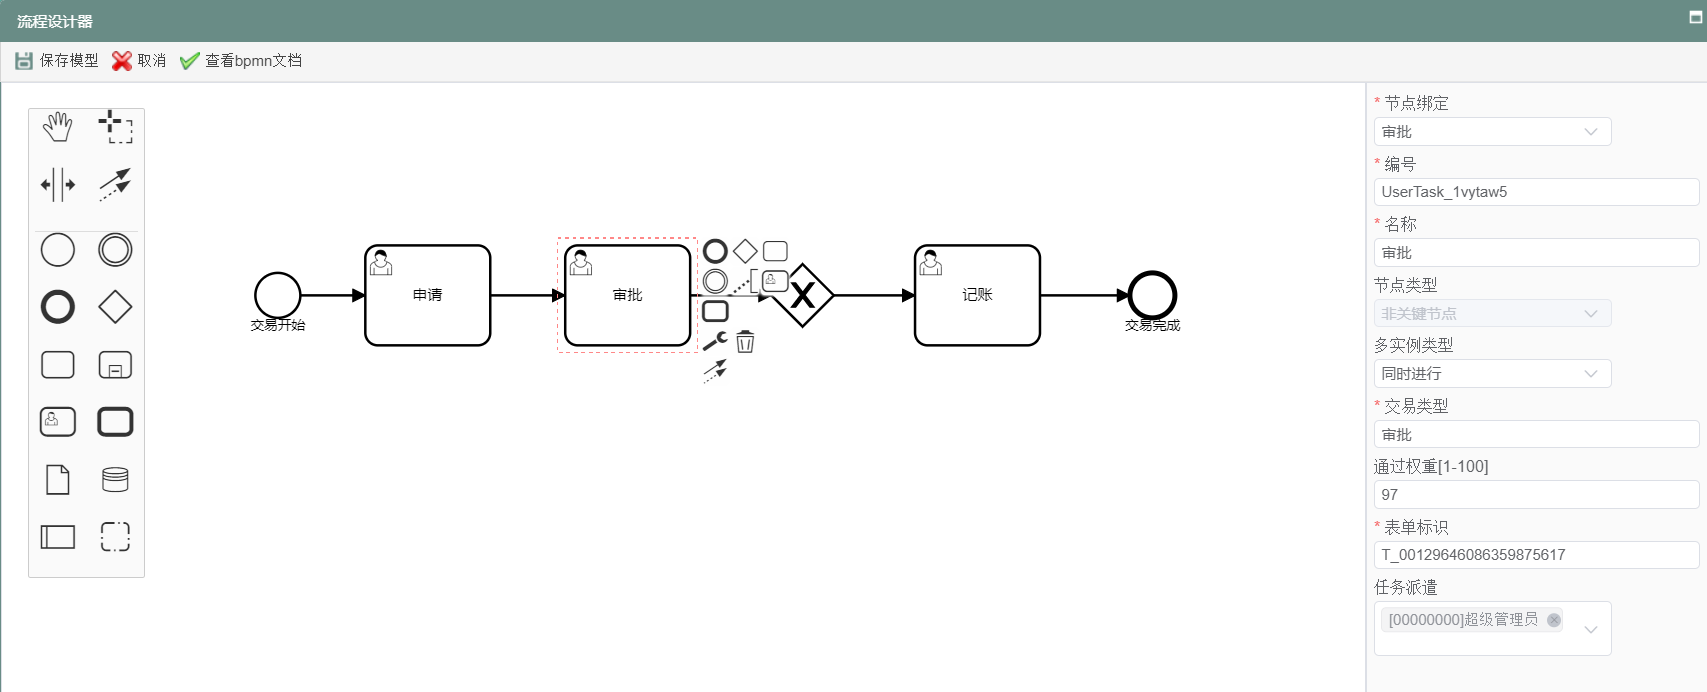 流程设计器
保存模型 取消 查看bpmn文档
交易开始
申请
审批
记账
交易完成
* 节点绑定
审批
* 编号
UserTask_1vytaw5
* 名称
审批
节点类型
非关键节点
多实例类型
同时进行
* 交易类型
审批
通过权重[1-100]
97
* 表单标识
T_00129646086359875617
任务派遣
[00000000]超级管理员